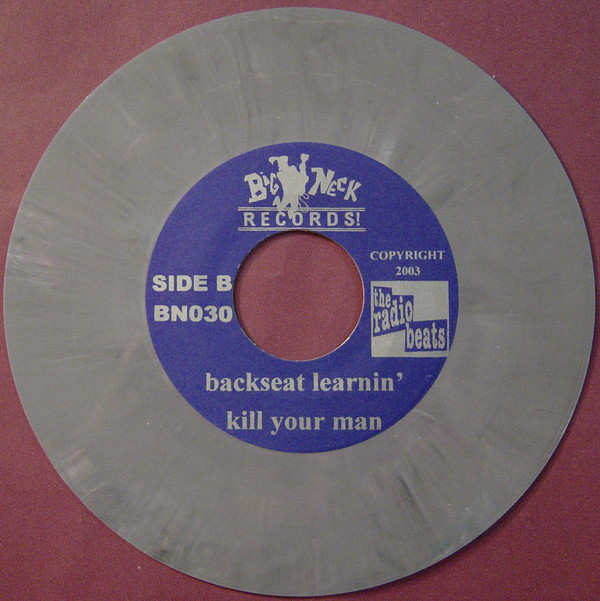 BIG NECK
RECORDS!
SIDE B
BN030
COPYRIGHT
2003
the
radio
beats
backseat learnin'
kill your man